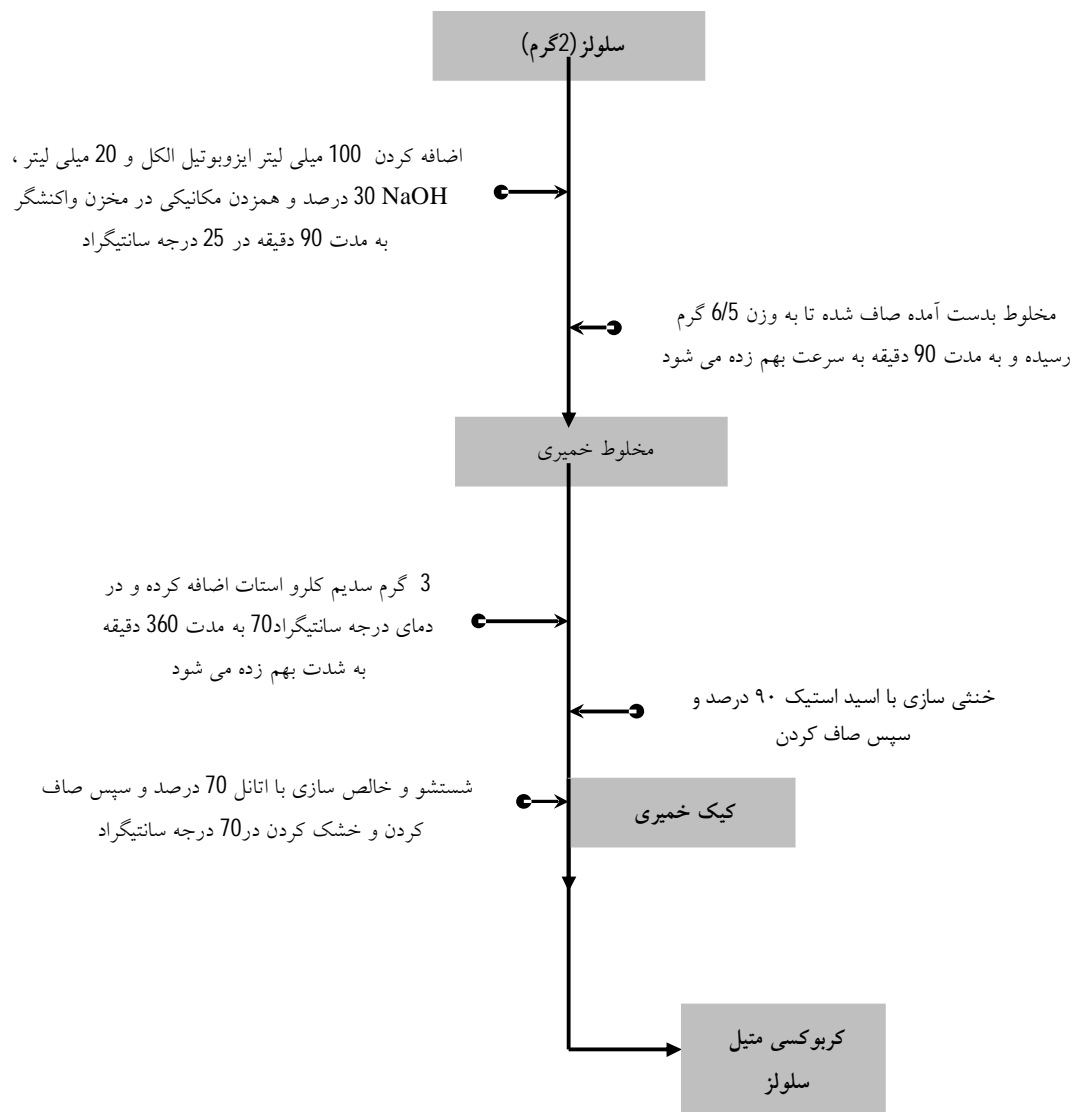 سلولز (2گرم)
اضافه کردن 100 میلی لیتر ایزوبوتیل الکل و 20 میلی لیتر ،
NaOH 30 درصد و همزدن مکانیکی در مخزن واکنشگر
به مدت 90 دقیقه در 25 درجه سانتیگراد
مخلوط بدست آمده صاف شده تا به وزن 6/5 گرم
رسیده و به مدت 90 دقیقه به سرعت بهم زده می شود
مخلوط خمیری
3 گرم سدیم کلرو استات اضافه کرده و در
دمای درجه سانتیگراد70 به مدت 360 دقیقه
به شدت بهم زده می شود
خنثی سازی با اسید استیک ۹۰ درصد و
سپس صاف کردن
شستشو و خالص سازی با اتانل 70 درصد و سپس صاف
کردن و خشک کردن در70 درجه سانتیگراد
کیک خمیری
کربوکسی متیل
سلولز